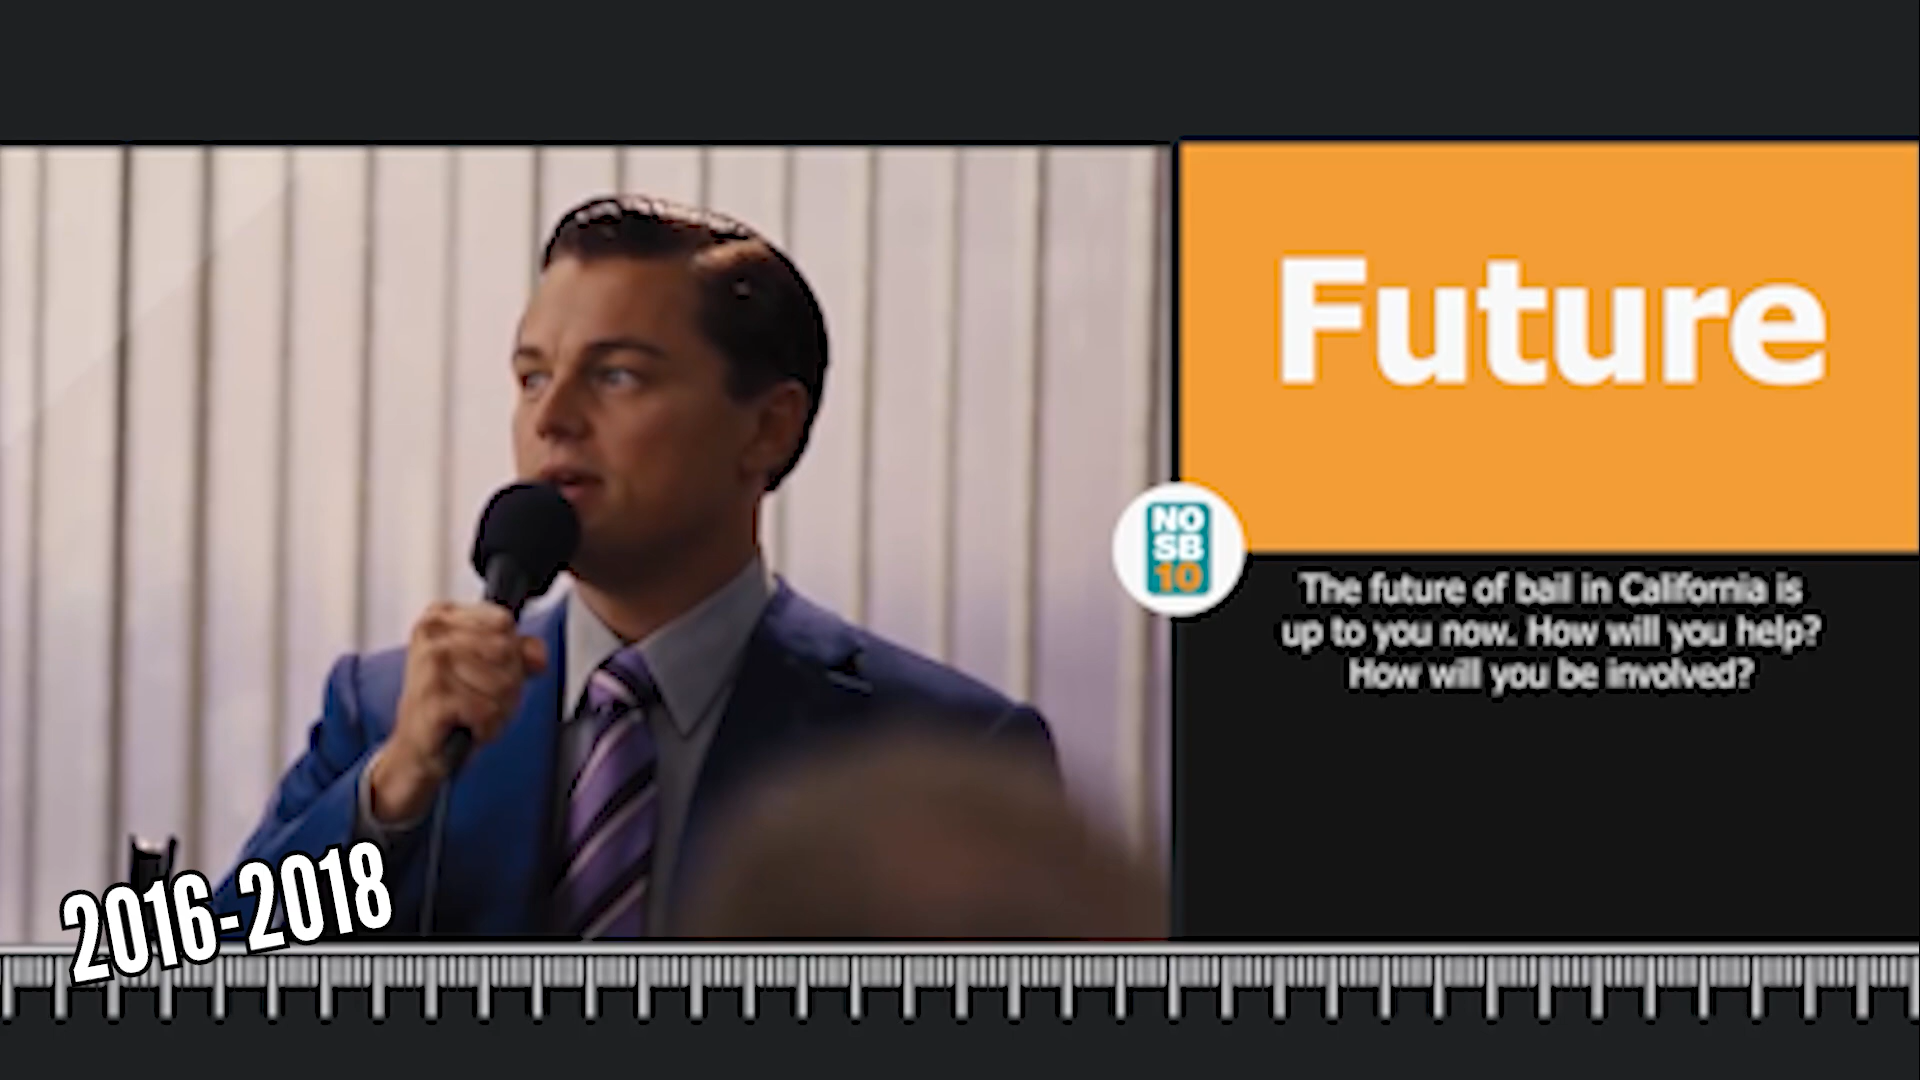 Future
NO
SB
10
The future of bail in California is
up to you now. How will you help?
How will you be involved?
2016-2018